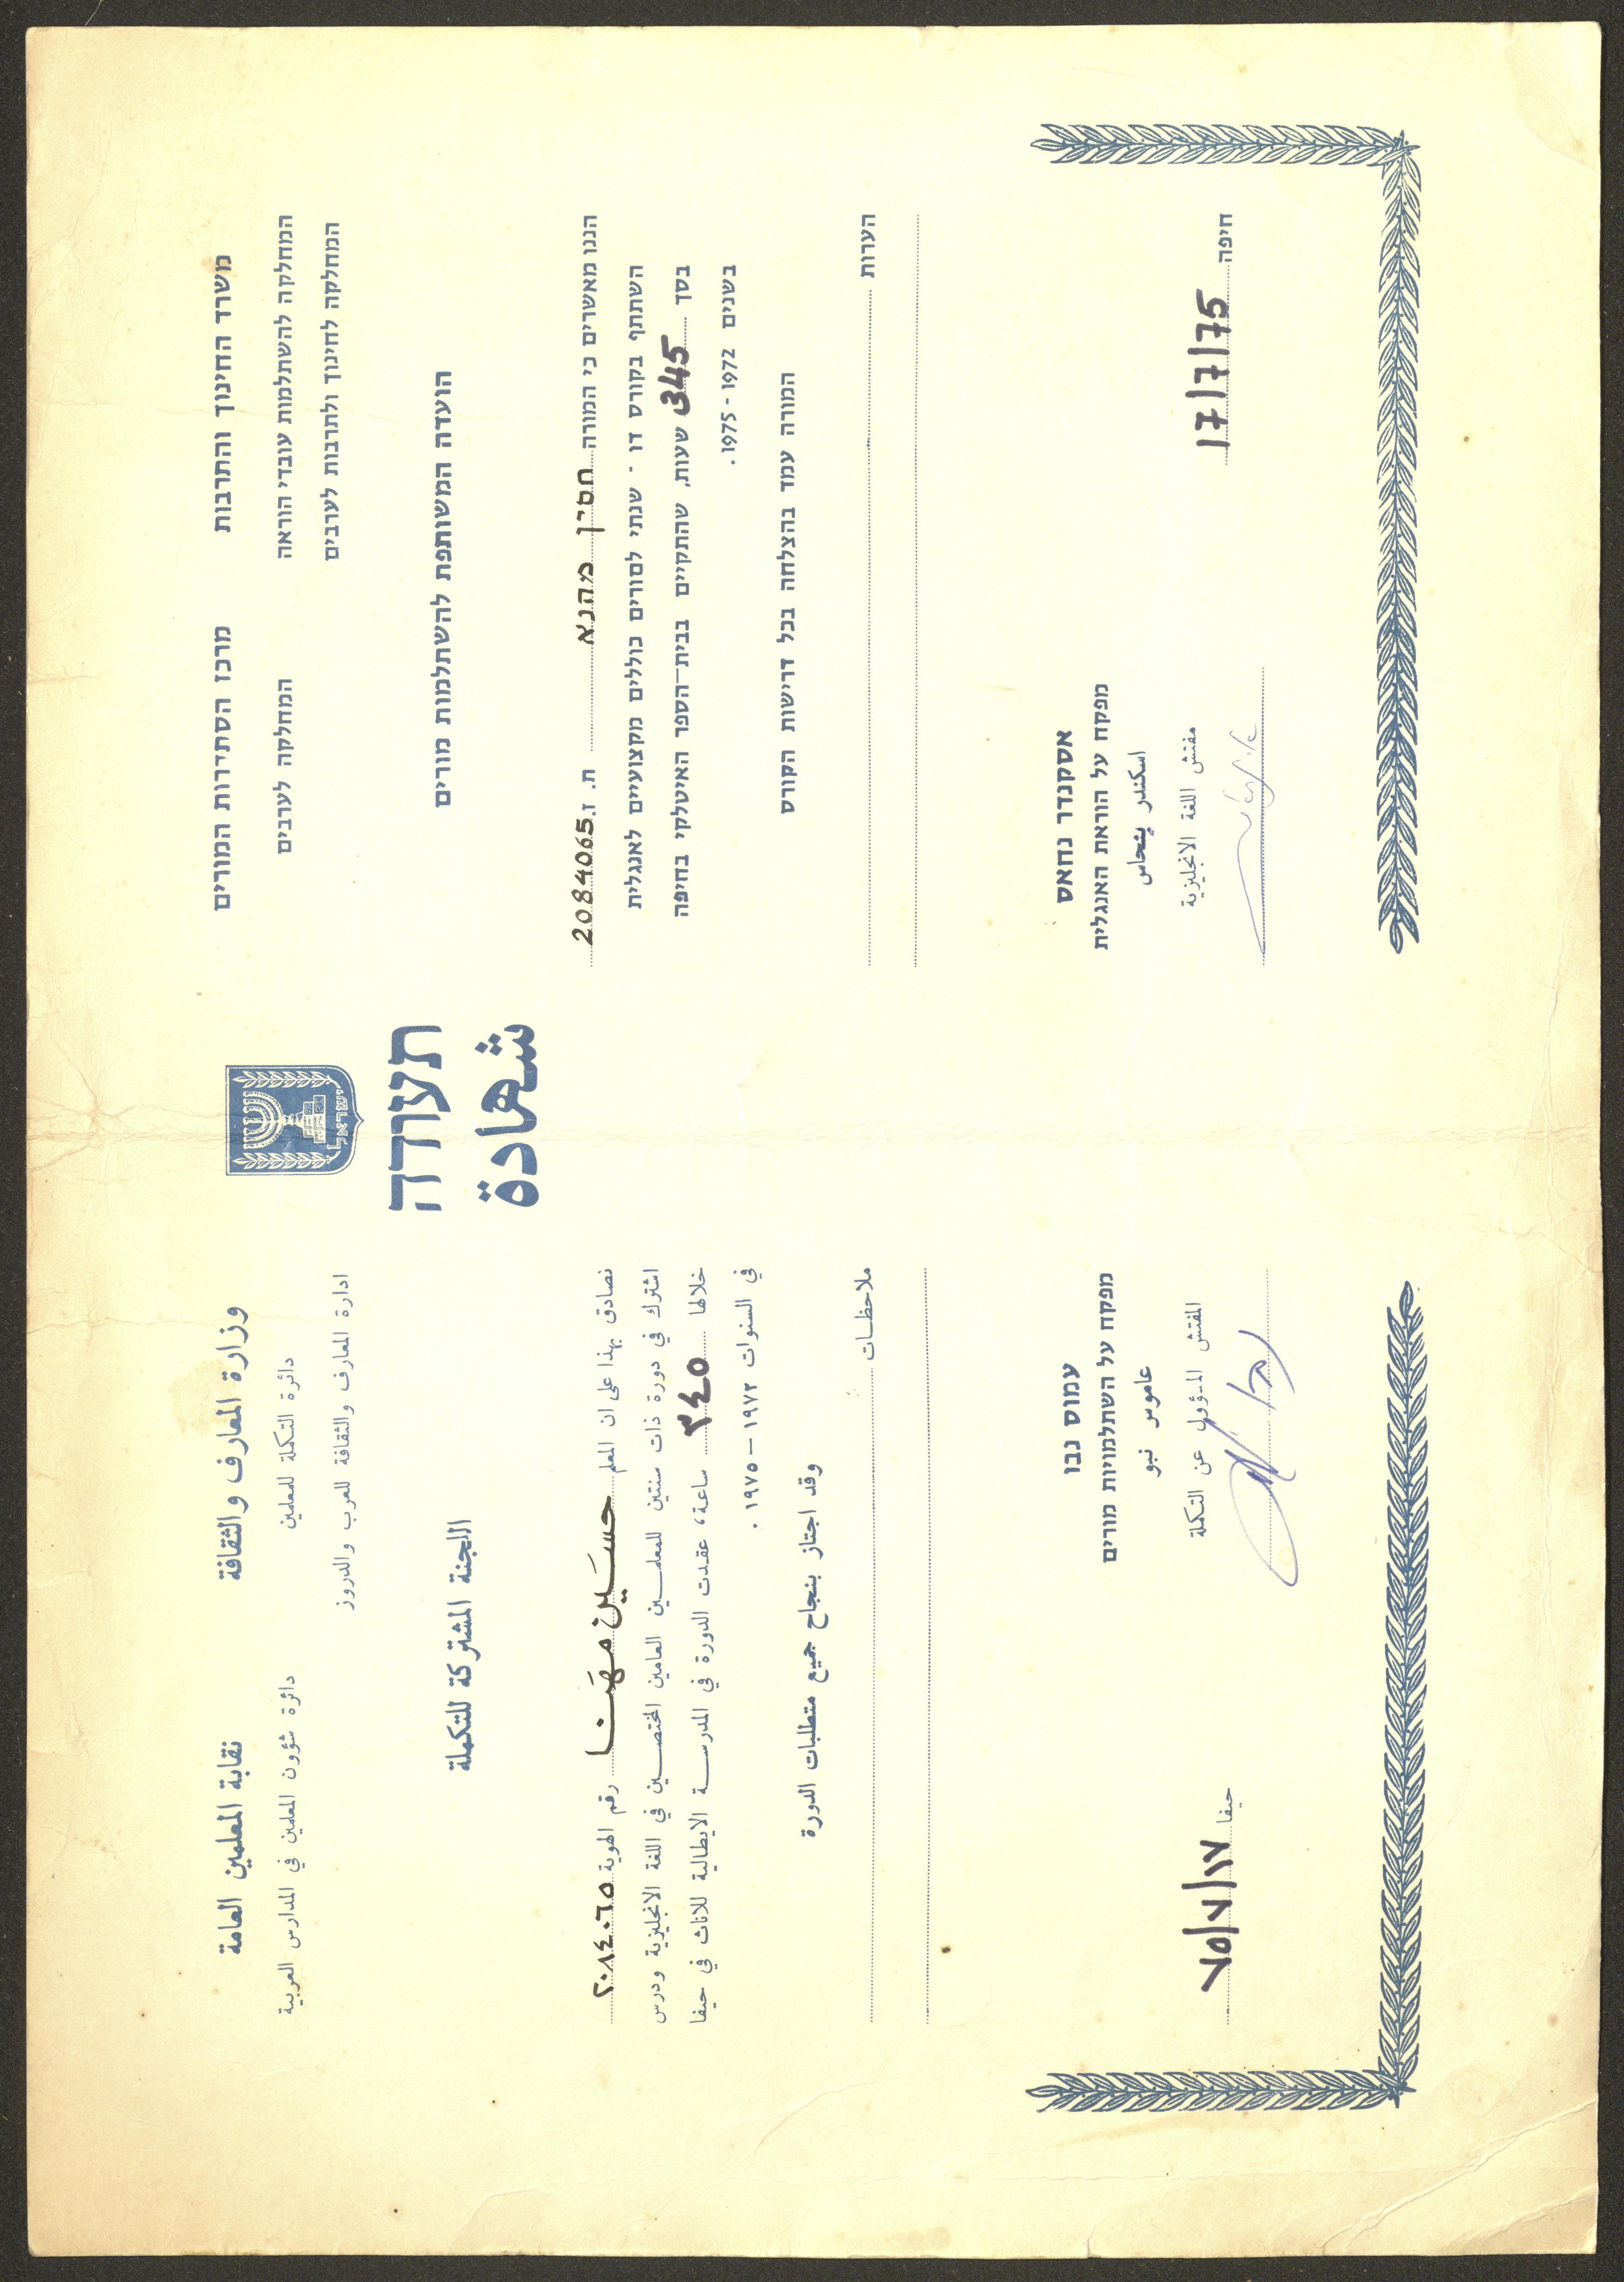 משרד החינוך והתרבות
המחלקה להשתלמות עובדי הוראה
המחלקה לחינוך ולתרבות לערבים
מרכז הסתדרות המורים
המחלקה לערבים
הועדה המשותפת להשתלמות מורים
ישראל
תעודה
شهادة
הננו מאשרים כי המורה חסין מהנא ת. ז. 2084065
השתתף בקורס דו - שנתי למורים כוללים מקצועיים לאנגלית
בסך 345 שעות, שהתקיים בבית-הספר האיטלקי בחיפה
בשנים 1972 - 1975.
המורה עמד בהצלחה בכל דרישות הקורס
הערות
אסקנדר נחאס
מפקח על הוראת האנגלית
اسكندر نحاس
مفتش اللغة الانجليزية
חיפה 17/7/75
وزارة المعارف والثقافة
دائرة التكملة للمعلمين
ادارة المعارف والثقافة للعرب والدروز
نقابة المعلمين العامة
دائرة شؤون المعلمين في المدارس العربية
اللجنة المشتركة للتكملة
نصادق بهذا على ان المعلم حسين مهنا رقم الهوية ٢٠٨٤٠٦٥
اشترك في دورة ذات سنتين للمعلمين العامين المختصين في اللغة الانجليزية ودرس
خلالها ٣٤٥ ساعة، عقدت الدورة في المدرسة الايطالية للاناث في حيفا
في السنوات ١٩٧٢ – ١٩٧٥.
وقد اجتاز بنجاح جميع متطلبات الدورة
ملاحظات
עמוס נבו
מפקח על השתלמויות מורים
عاموس نبو
المفتش المسؤول عن التكملة
حيفا ٧٥/٧/١٧